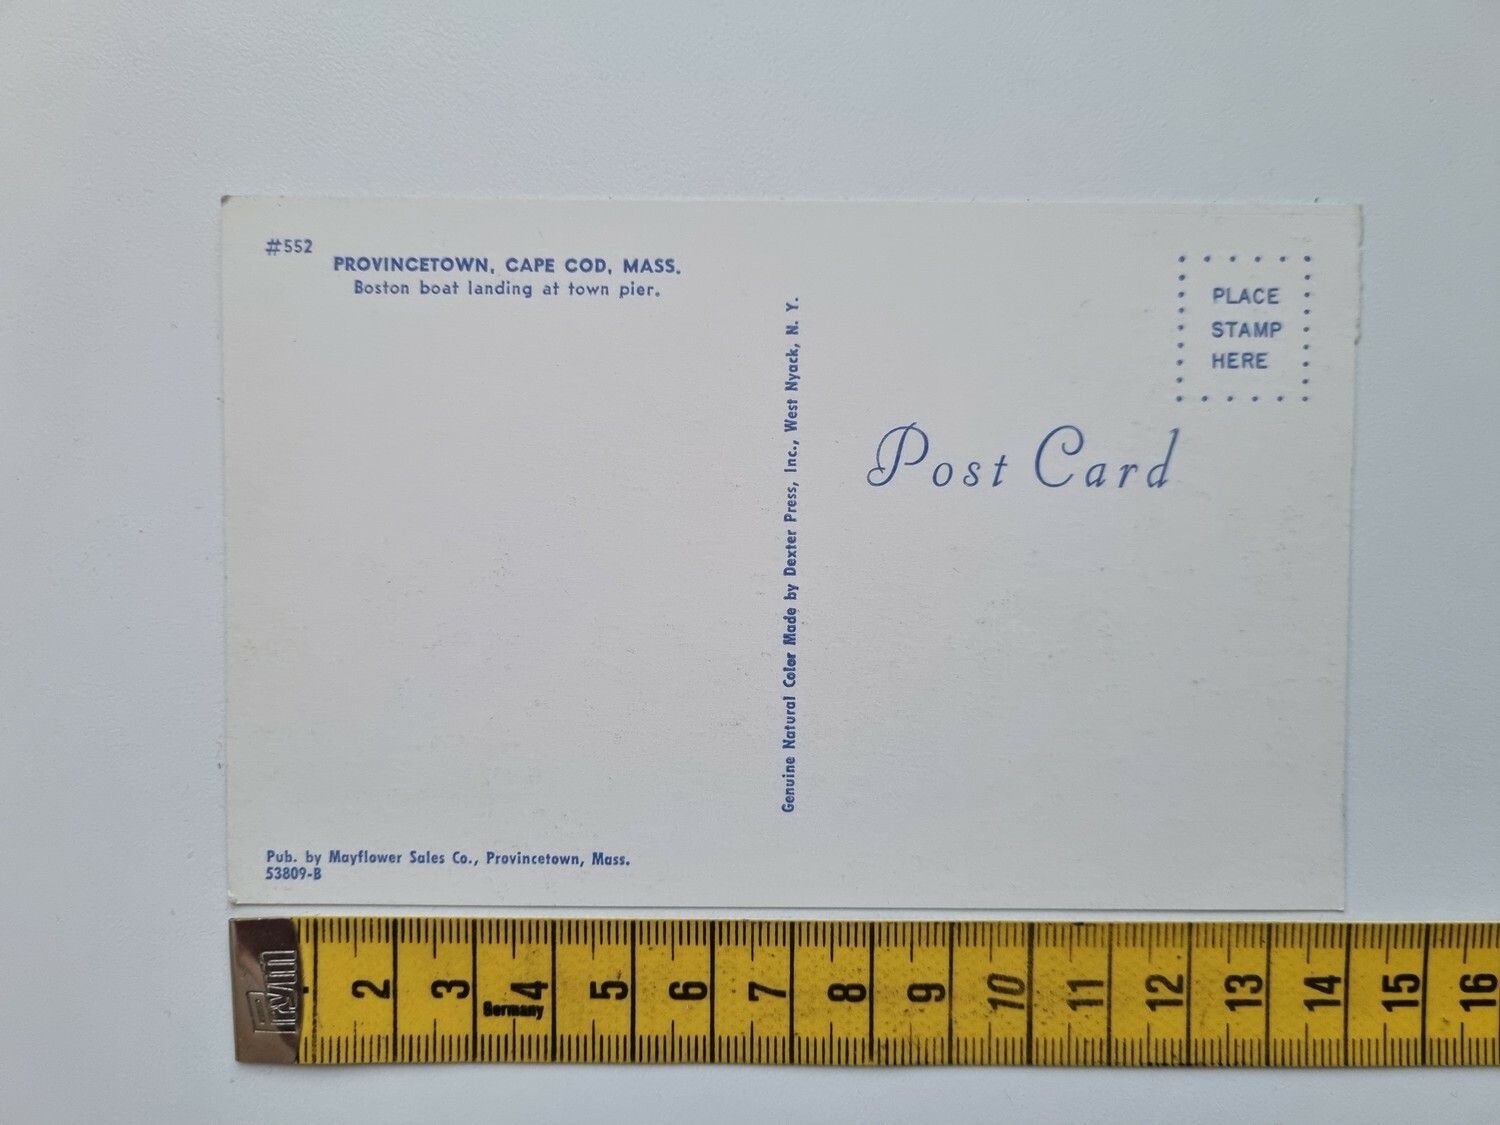 #552
PROVINCETOWN, CAPE COD, MASS.
Boston boat landing at town pier.
Pub. by Mayflower Sales Co., Provincetown, Mass.
53809-B
Genuine Natural Color Made by Dexter Press, Inc., West Nyack, N. Y.
PLACE
STAMP
HERE
Post Card
2 3 4 5 6 7 8 9 10 11 12 13 14 15 16
Germany